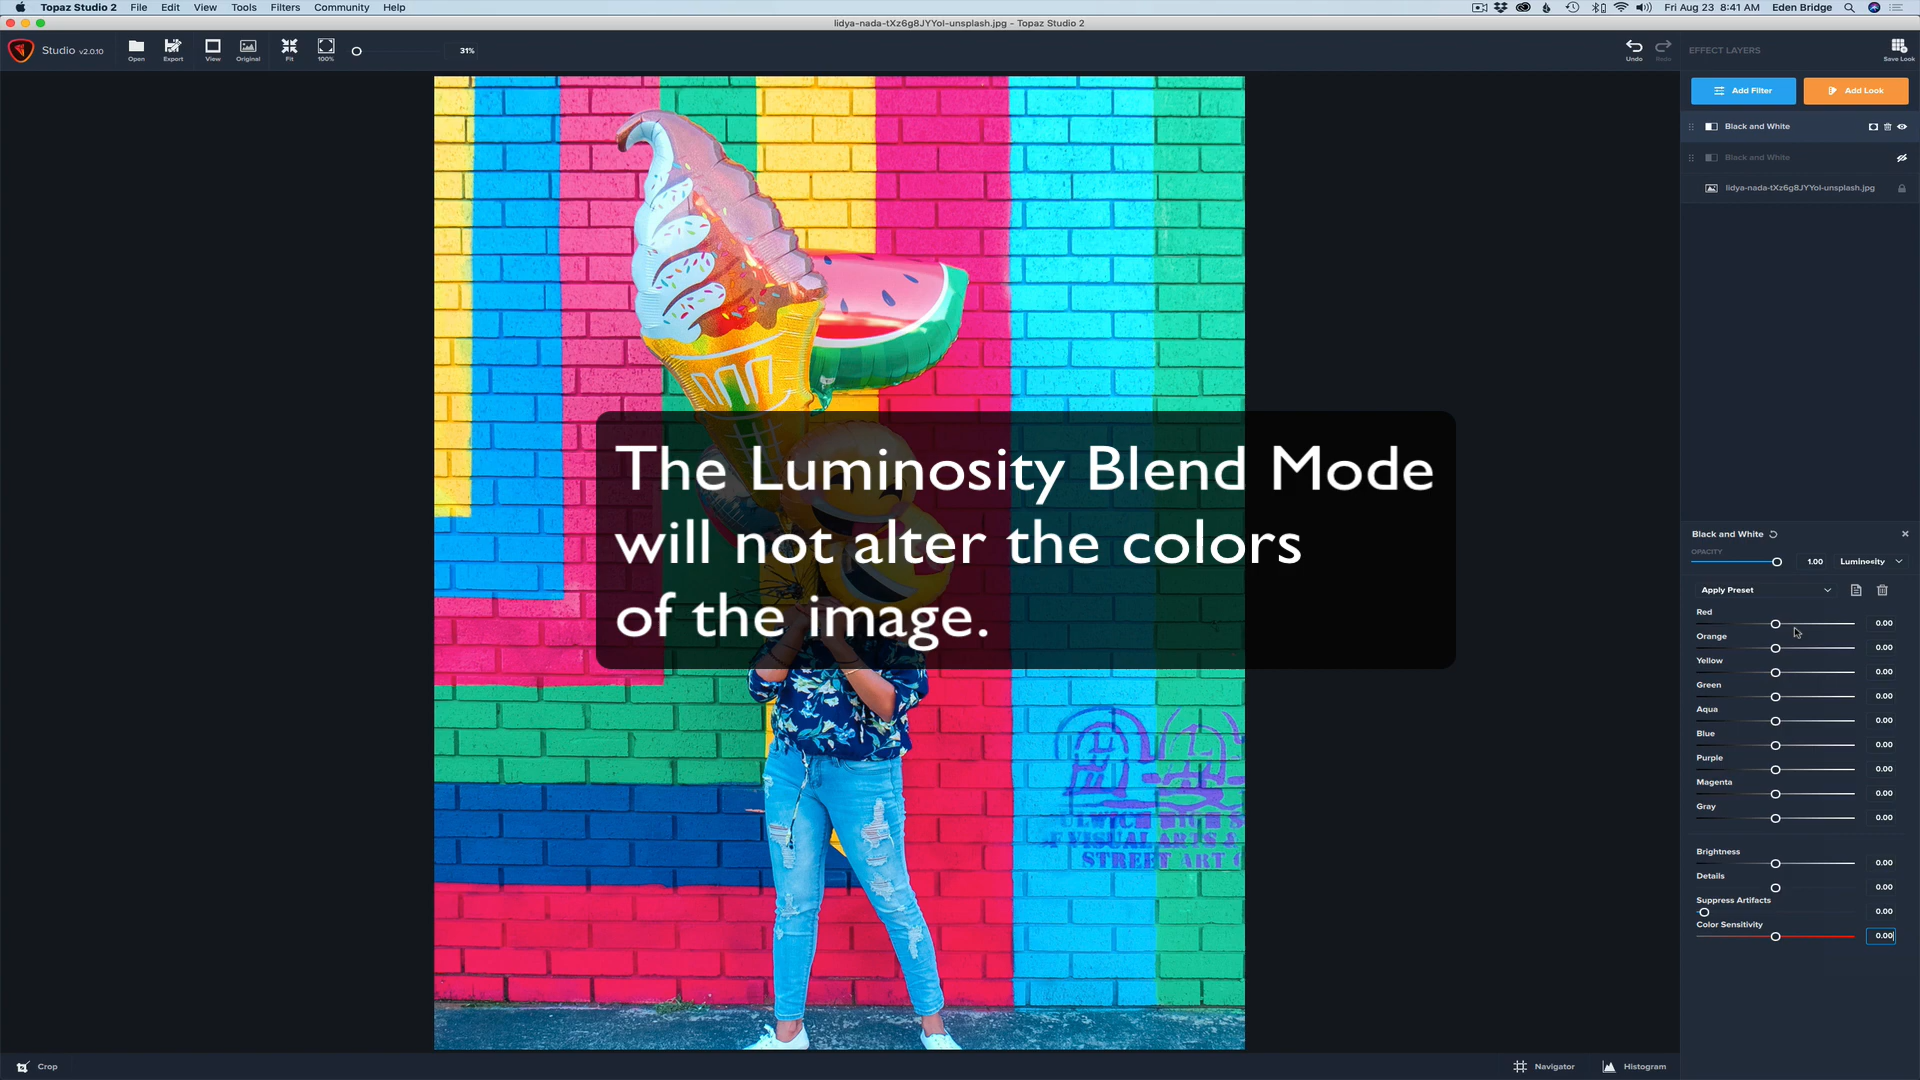 Topaz Studio 2 File Edit View Tools Filters Community Help
Fri Aug 23 8:41 AM Eden Bridge
lidya-nada-tXz6g8JYYoI-unsplash.jpg - Topaz Studio 2
Studio v2.0.10
Open Export View Original Fit 100%
31%
Undo Redo
EFFECT LAYERS
Save Look
Add Filter Add Look
Black and White
Black and White
lidya-nada-tXz6g8JYYoI-unsplash.jpg
The Luminosity Blend Mode
will not alter the colors
of the image.
STREET ART
Black and White
OPACITY
1.00 Luminosity
Apply Preset
Red 0.00
Orange 0.00
Yellow 0.00
Green 0.00
Aqua 0.00
Blue 0.00
Purple 0.00
Magenta 0.00
Gray 0.00
Brightness 0.00
Details 0.00
Suppress Artifacts 0.00
Color Sensitivity 0.00
Crop
Navigator Histogram